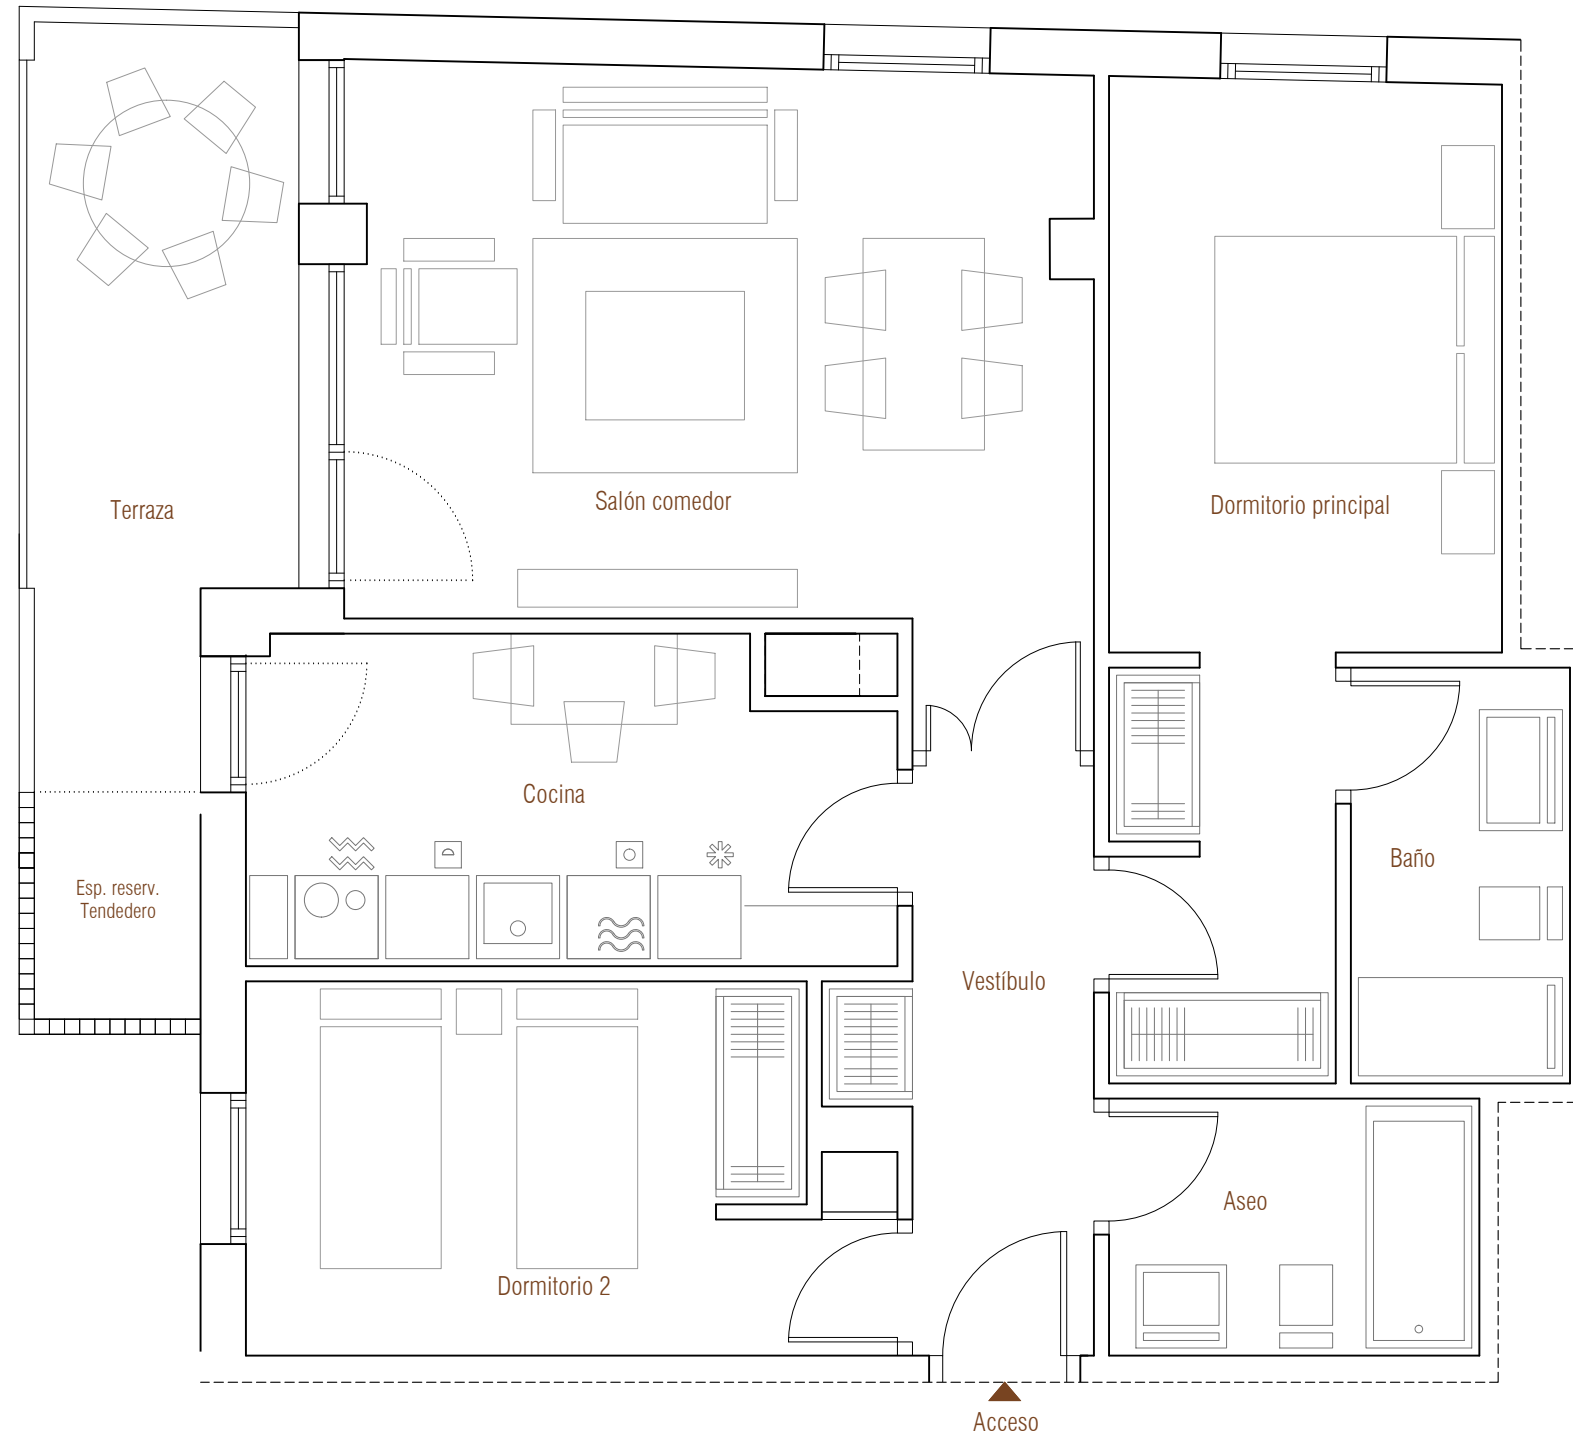 Terraza
Salón comedor
Dormitorio principal
Cocina
Esp. reserv.
Tendedero
Baño
Vestíbulo
Aseo
Dormitorio 2
Acceso